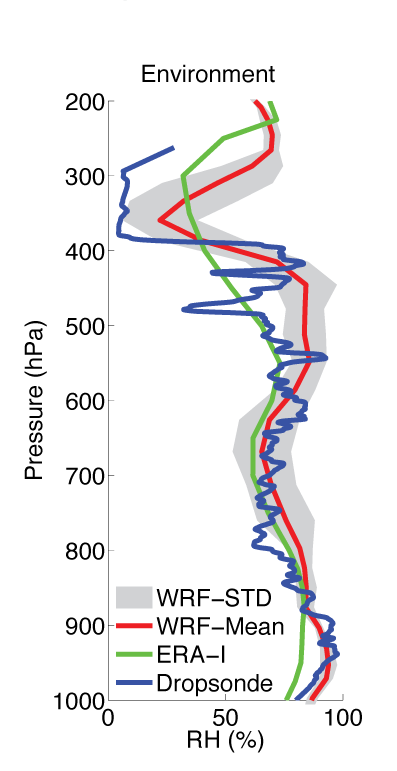 Environment
200
300
400
500
600
700
800
900
1000
Pressure (hPa)
WRF−STD
WRF−Mean
ERA−I
Dropsonde
0 50 100
RH (%)